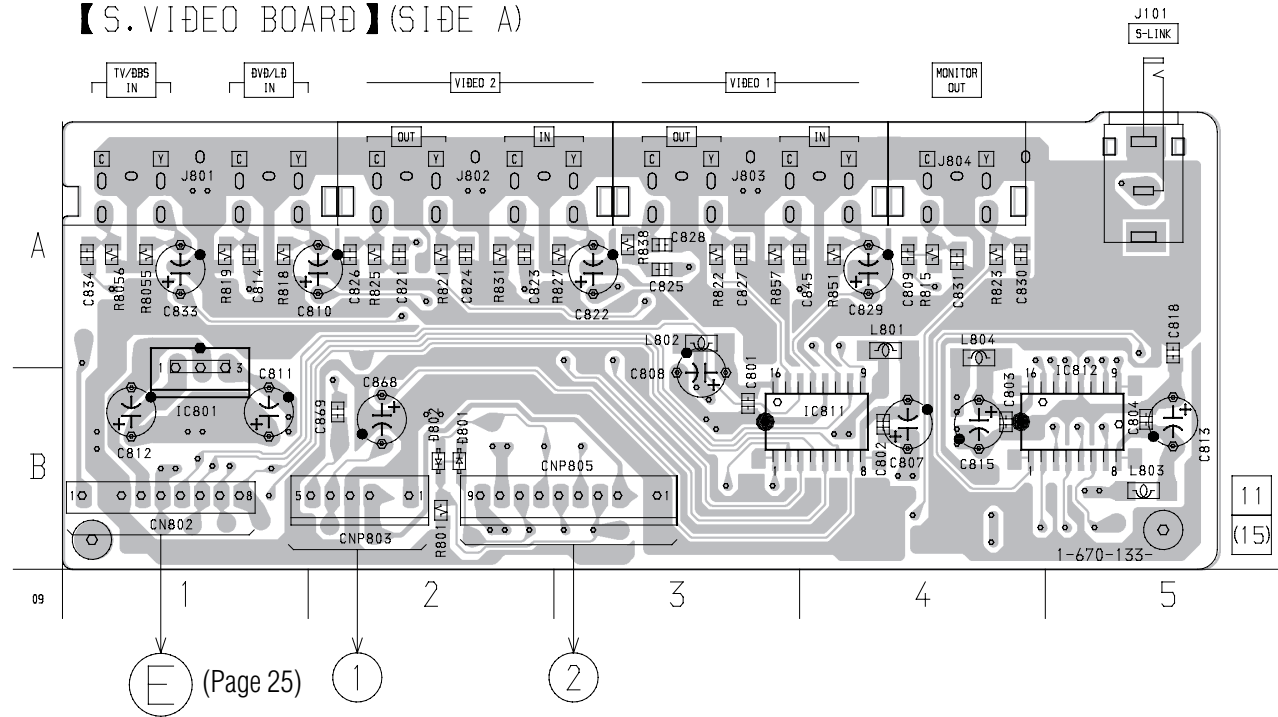 【S.VIDEO BOARD】(SIDE A)
J101
S-LINK
TV/DBS IN
DVD/LD IN
VIDEO 2
VIDEO 1
MONITOR OUT
OUT
IN
OUT
IN
C Y C Y C Y C Y C Y C Y C Y
J801
J802
J803
J804
A
C834
R8056
R8055
C833
R819
C814
R818
C810
C826
R825
C821
R821
C824
R831
C823
R827
C822
R838
C828
C825
R822
C827
R857
C845
R851
C829
C809
R815
C831
R823
C830
C818
L802
L801
L804
1 3
IC801
C811
C812
C869
C868
D802
D801
C808
C801
16 9
IC811
1 8
C802
C807
C815
C803
16 9
IC812
1 8
C804
C813
L803
B
1 8
CN802
5 1
CNP803
R801
CNP805
9 1
1-670-133-
11
(15)
09
1 2 3 4 5
E (Page 25)
1
2